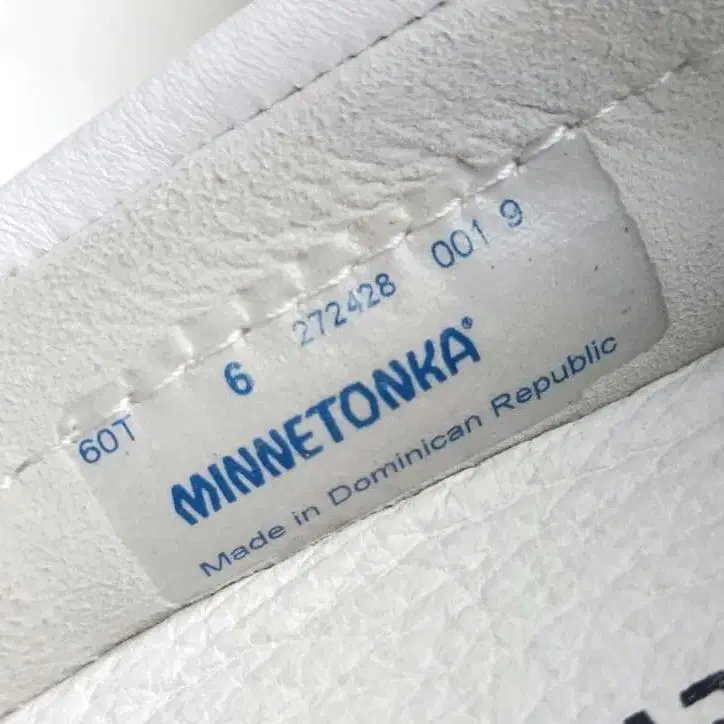 60T 6 272428 001 9
MINNETONKA®
Made in Dominican Republic